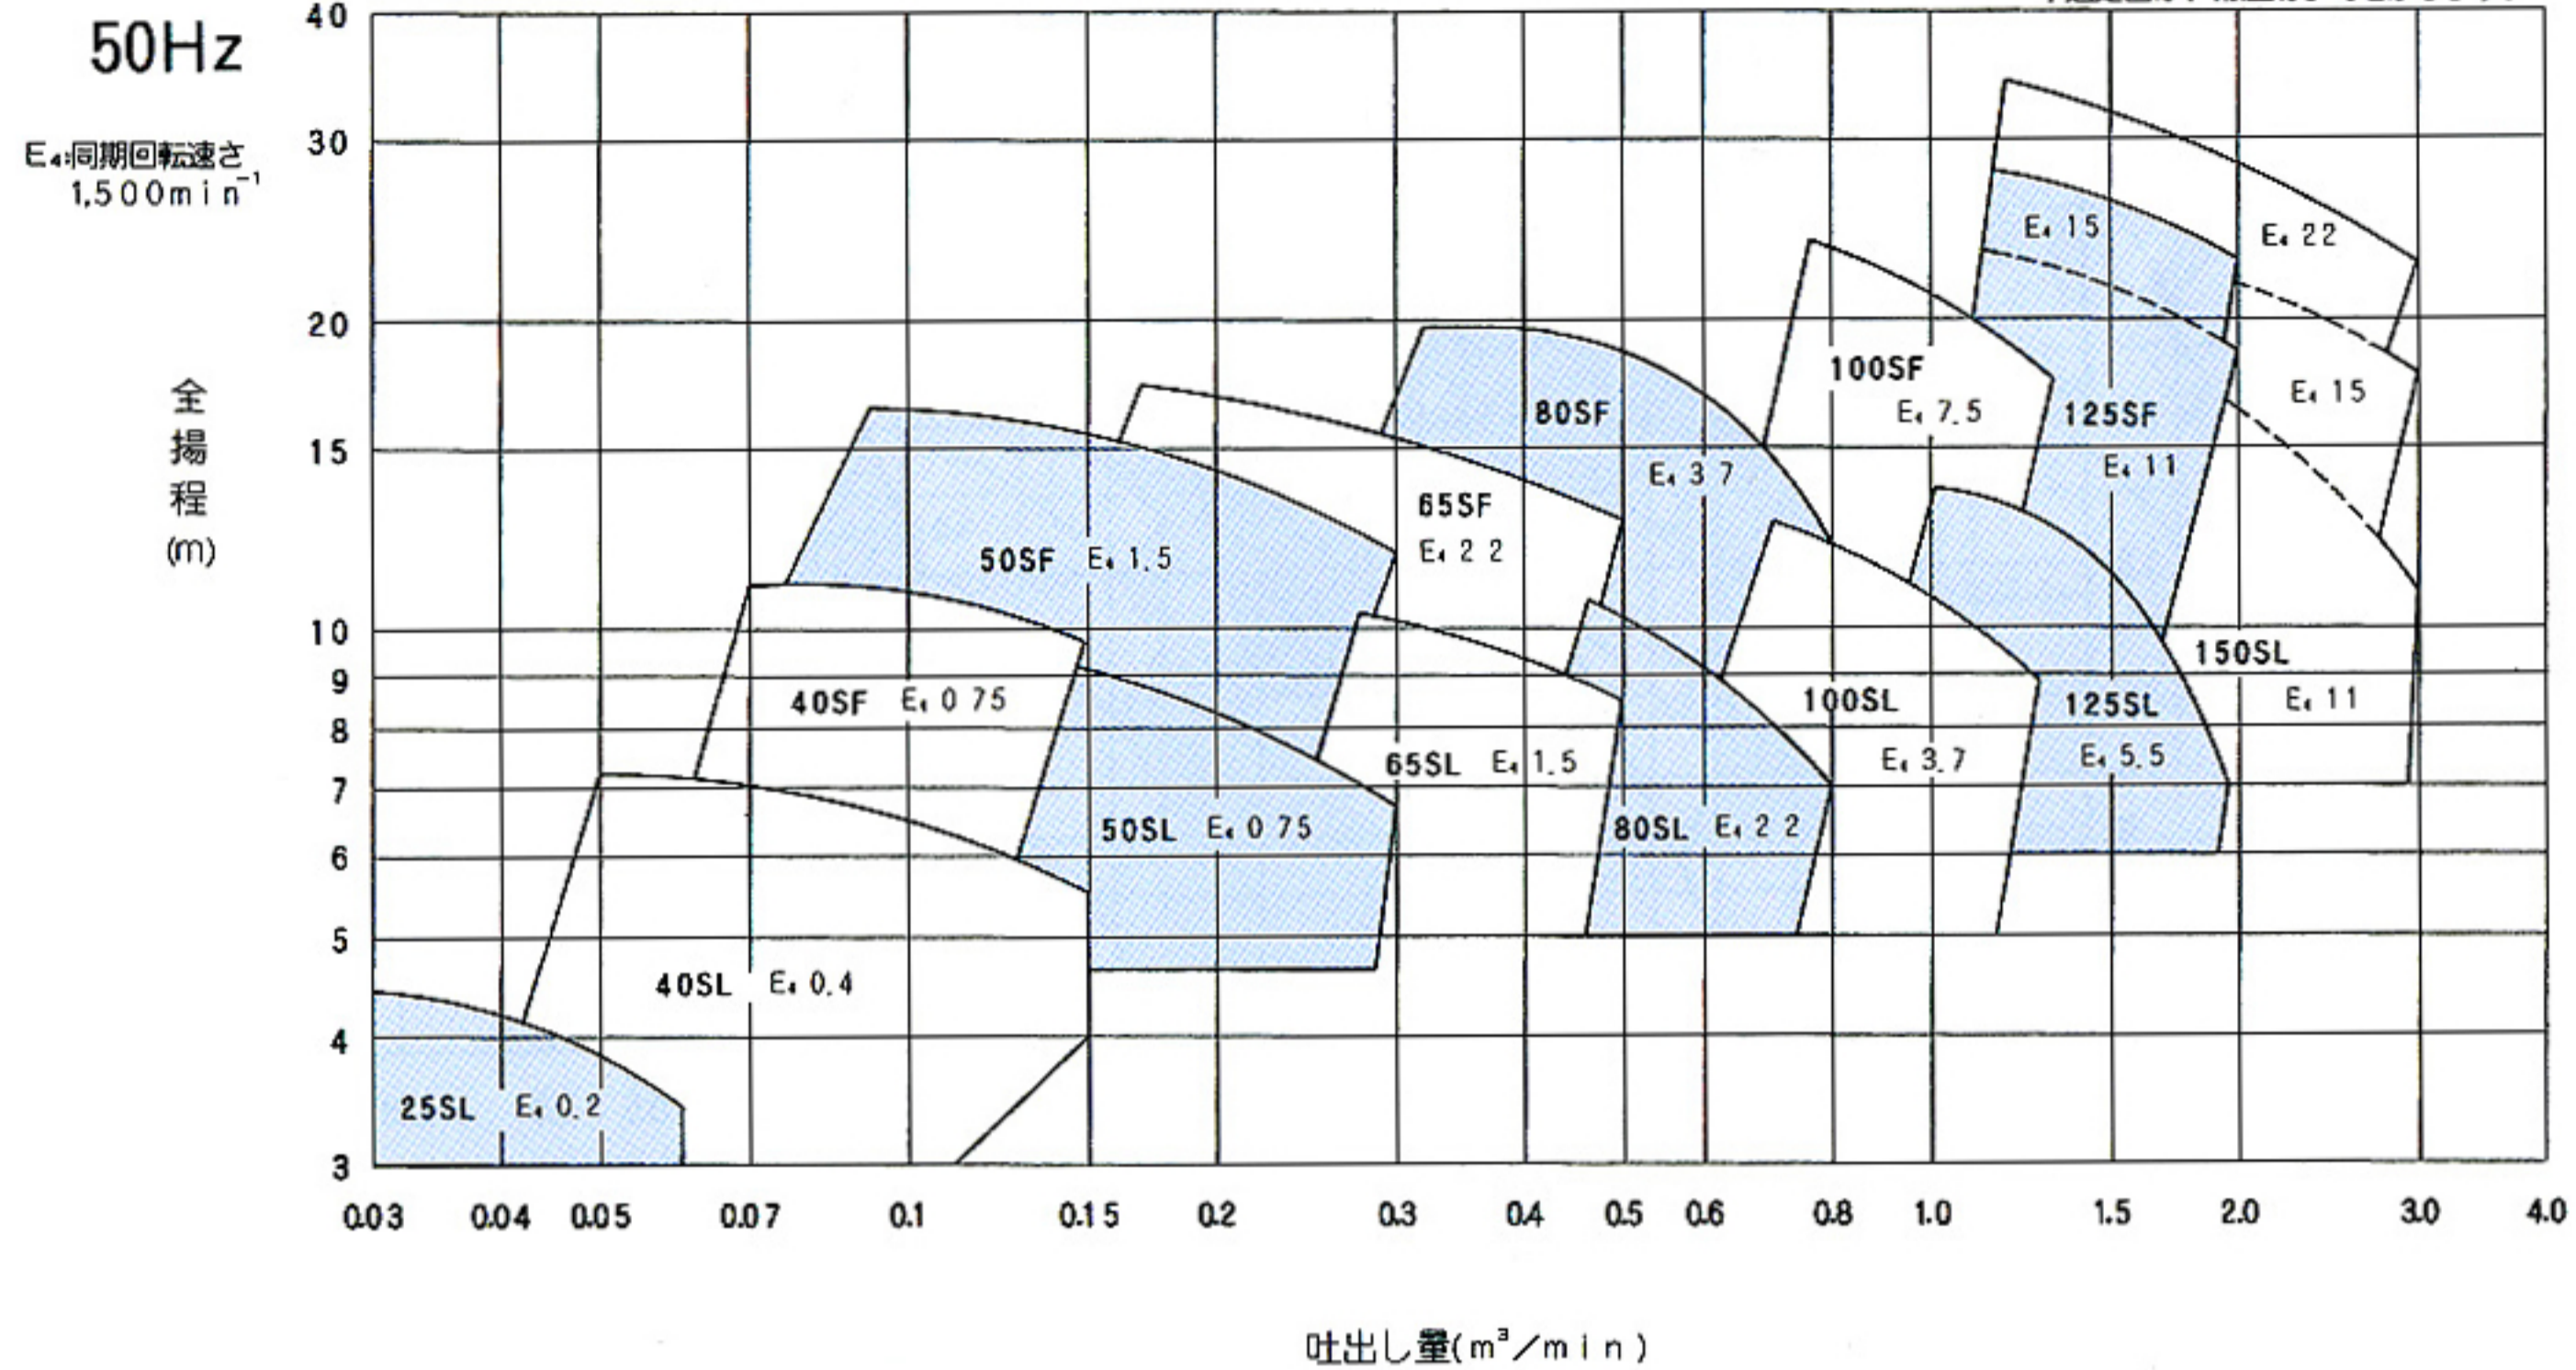 50Hz
E₄:同期回転速さ
1,500min⁻¹
全揚程(m)
40
30
20
15
10
9
8
7
6
5
4
3
E₄ 15
E₄ 22
100SF
E₄ 7.5
80SF
E₄ 3 7
125SF
E₄ 11
E₄ 15
65SF
E₄ 2 2
50SF E₄ 1.5
40SF E₄ 0 75
150SL
E₄ 11
100SL
E₄ 3.7
125SL
E₄ 5.5
65SL E₄ 1.5
50SL E₄ 0 75
80SL E₄ 2 2
40SL E₄ 0.4
25SL E₄ 0.2
0.03 0.04 0.05 0.07 0.1 0.15 0.2 0.3 0.4 0.5 0.6 0.8 1.0 1.5 2.0 3.0 4.0
吐出し量(m³/min)